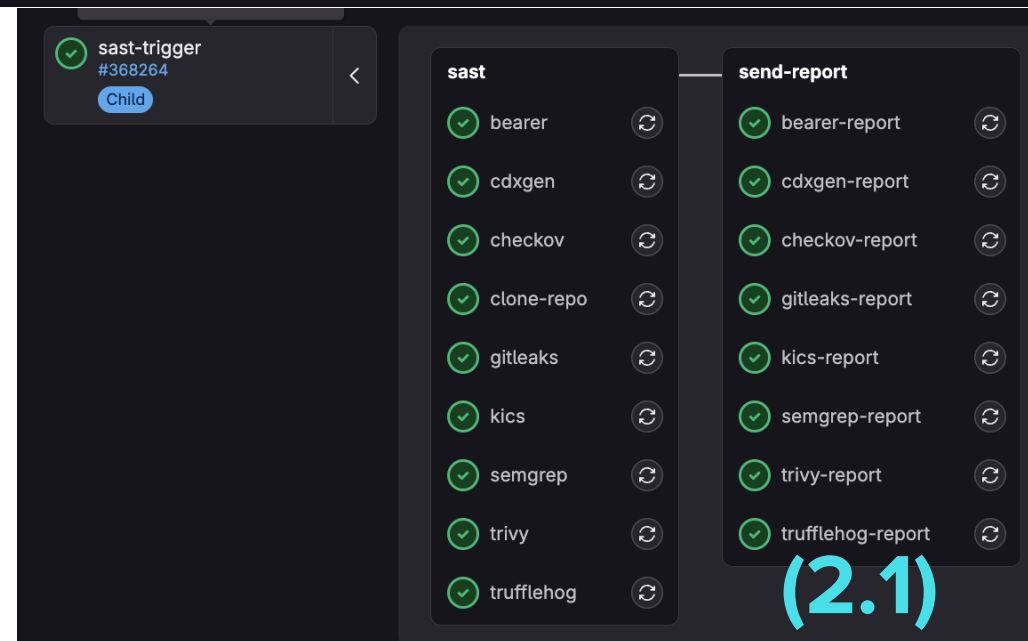 sast-trigger
#368264
Child
sast
bearer
cdxgen
checkov
clone-repo
gitleaks
kics
semgrep
trivy
trufflehog
send-report
bearer-report
cdxgen-report
checkov-report
gitleaks-report
kics-report
semgrep-report
trivy-report
trufflehog-report
(2.1)